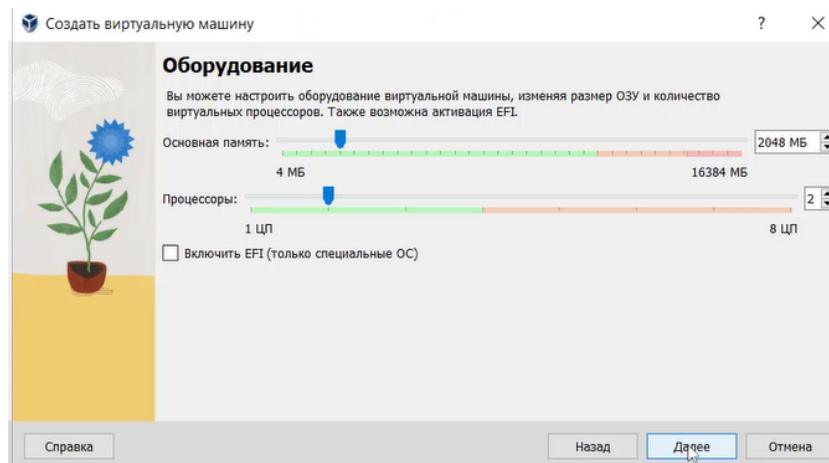 Создать виртуальную машину
?
Оборудование
Вы можете настроить оборудование виртуальной машины, изменяя размер ОЗУ и количество
виртуальных процессоров. Также возможна активация EFI.
Основная память:
2048 МБ
4 МБ
16384 МБ
Процессоры:
2
1 ЦП
8 ЦП
Включить EFI (только специальные ОС)
Справка
Назад
Далее
Отмена